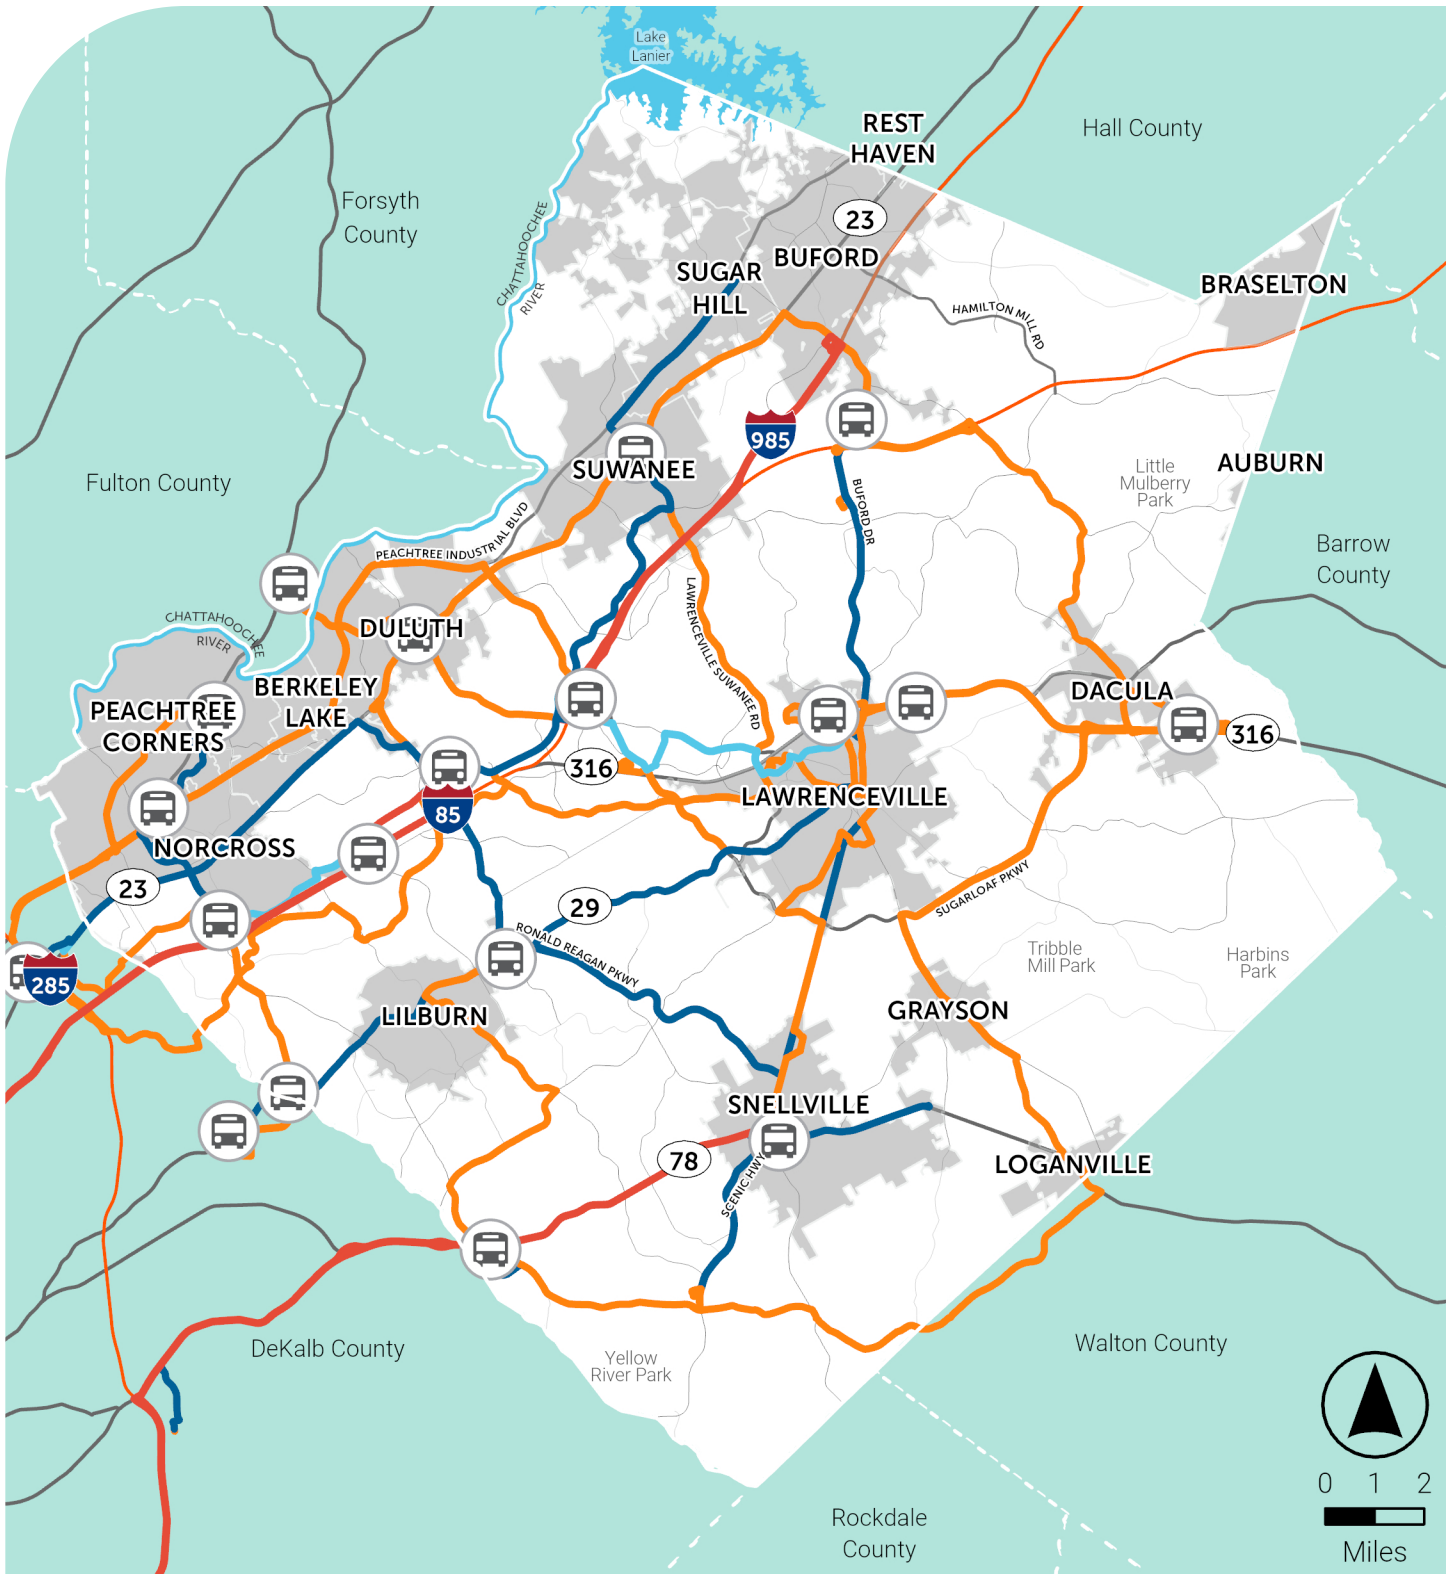 Lake
Lanier
REST
HAVEN
Hall County
Forsyth
County
CHATTAHOOCHEE
RIVER
23
BUFORD
SUGAR
HILL
BRASELTON
HAMILTON MILL RD
985
SUWANEE
AUBURN
Little
Mulberry
Park
Fulton County
BUFORD DR
PEACHTREE INDUSTRIAL BLVD
Barrow
County
LAWRENCEVILLE SUWANEE RD
CHATTAHOOCHEE
RIVER
DULUTH
BERKELEY
LAKE
DACULA
PEACHTREE
CORNERS
316
316
LAWRENCEVILLE
85
NORCROSS
23
29
SUGARLOAF PKWY
RONALD REAGAN PKWY
Tribble
Mill Park
Harbins
Park
285
LILBURN
GRAYSON
SNELLVILLE
78
SCENIC HWY
LOGANVILLE
DeKalb County
Yellow
River Park
Walton County
Rockdale
County
0 1 2
Miles